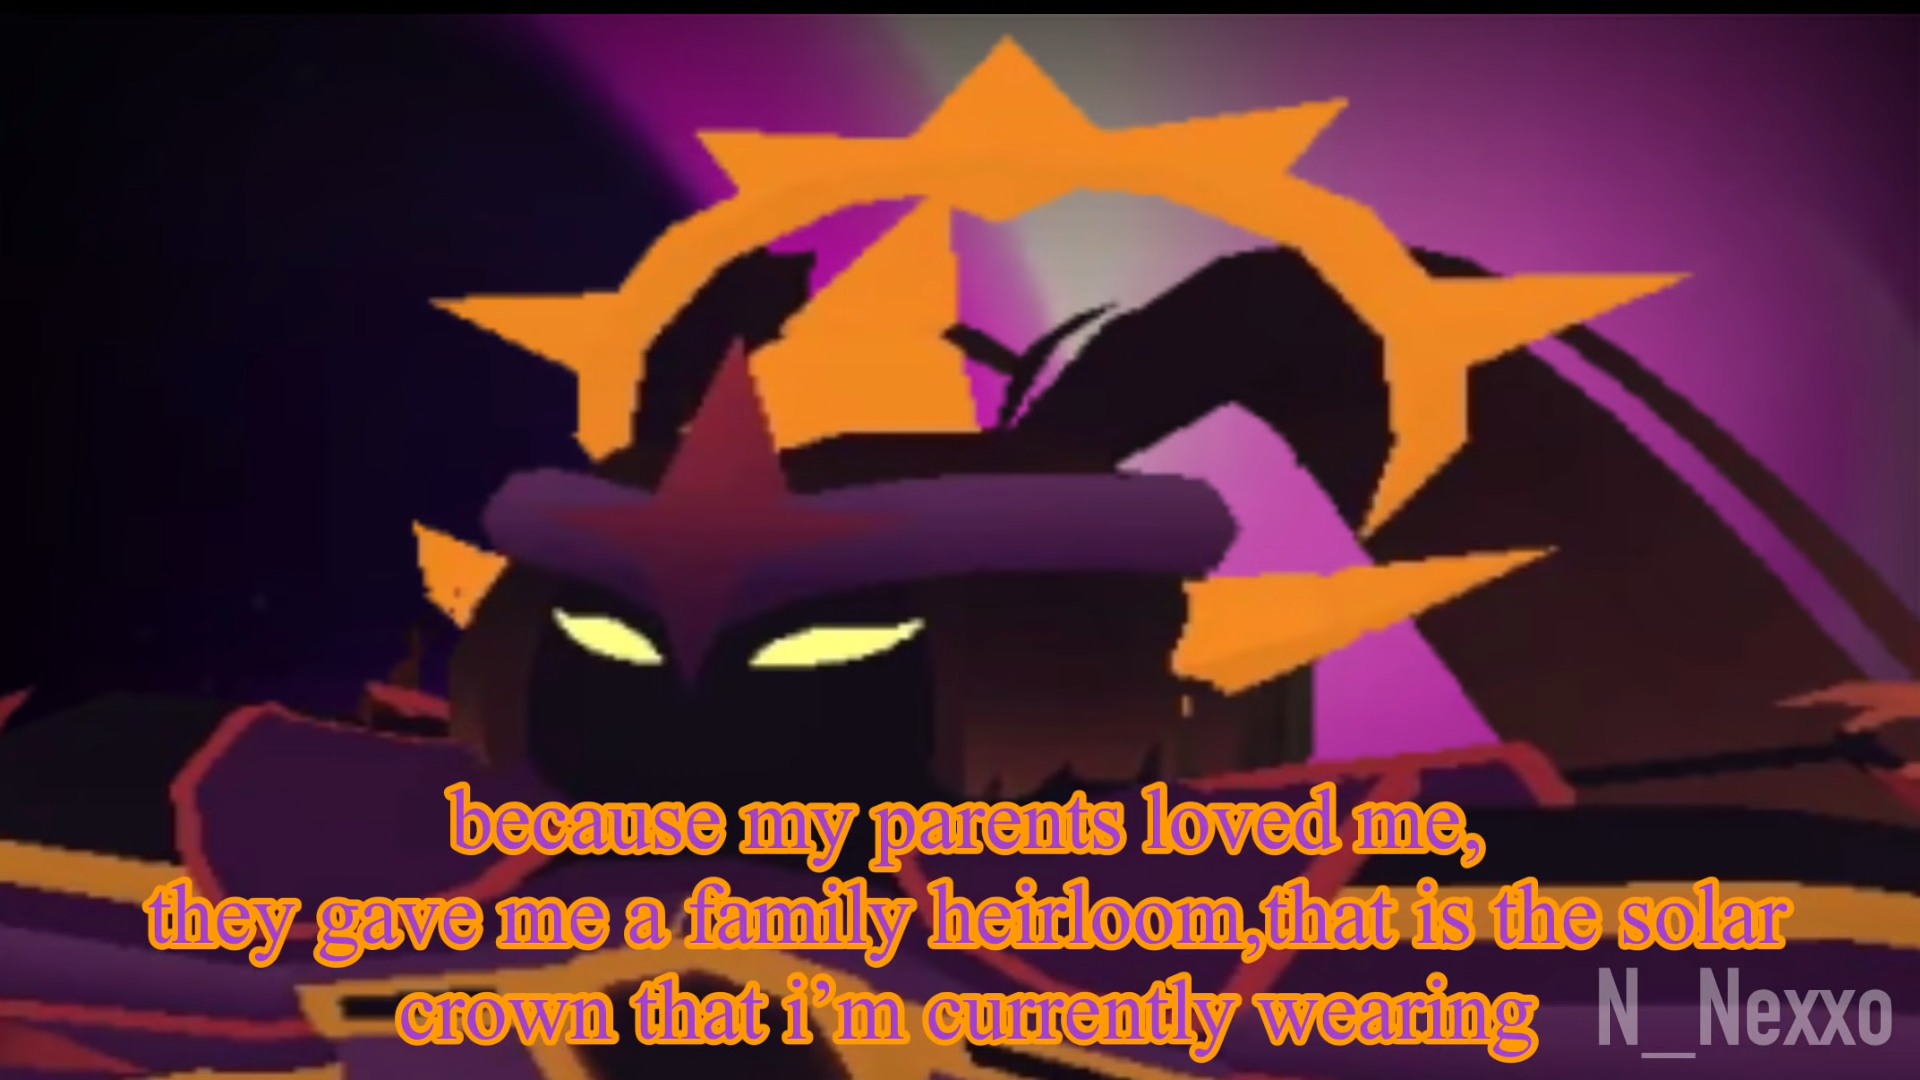 because my parents loved me,
they gave me a family heirloom,that is the solar
crown that i’m currently wearing
N_Nexxo